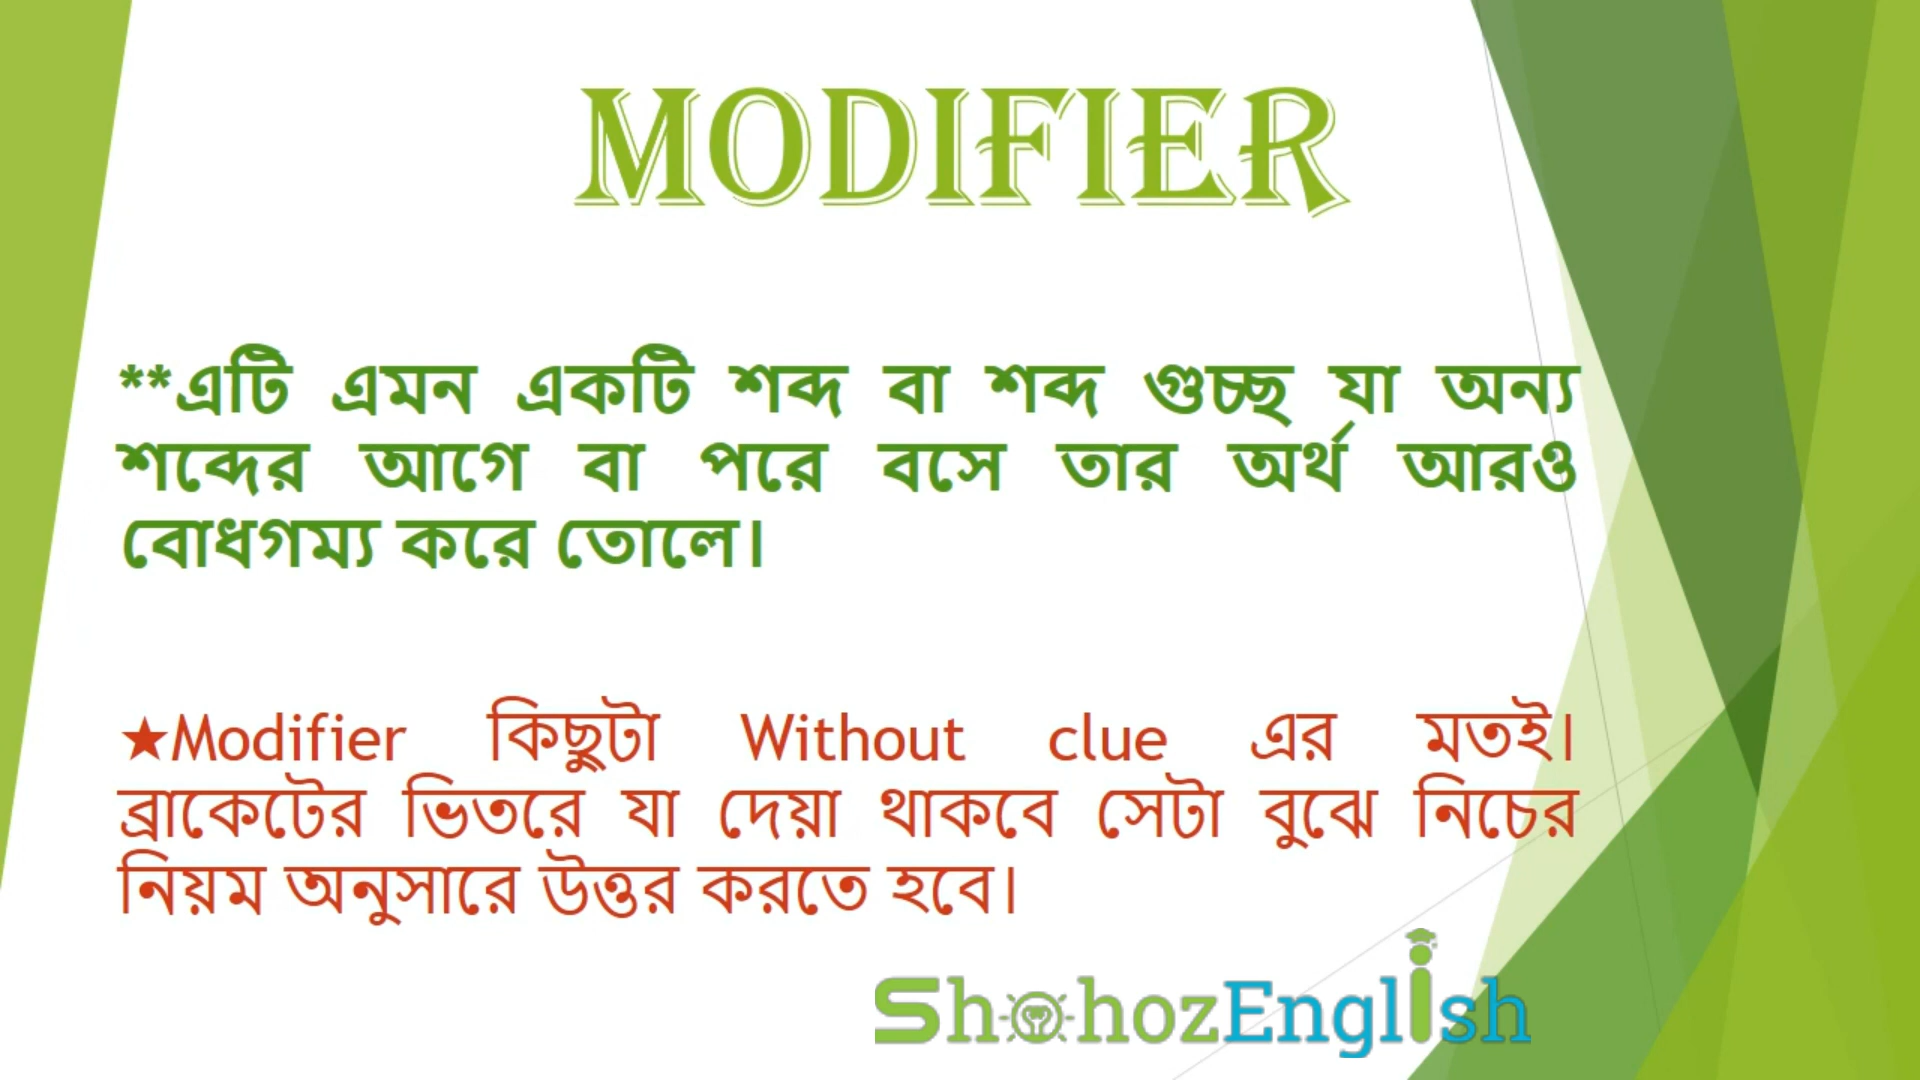 MODIFIER
**এটি এমন একটি শব্দ বা শব্দ গুচ্ছ যা অন্য
শব্দের আগে বা পরে বসে তার অর্থ আরও
বোধগম্য করে তোলে।
★Modifier কিছুটা Without clue এর মতই।
ব্রাকেটের ভিতরে যা দেয়া থাকবে সেটা বুঝে নিচের
নিয়ম অনুসারে উত্তর করতে হবে।
ShohozEnglish